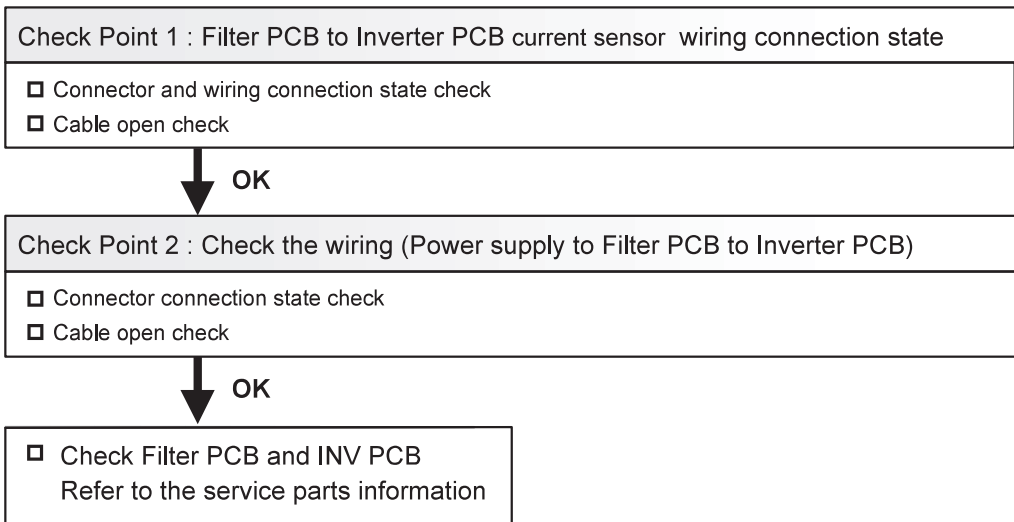 Check Point 1 : Filter PCB to Inverter PCB current sensor wiring connection state
Connector and wiring connection state check
Cable open check
OK
Check Point 2 : Check the wiring (Power supply to Filter PCB to Inverter PCB)
Connector connection state check
Cable open check
OK
Check Filter PCB and INV PCB
Refer to the service parts information